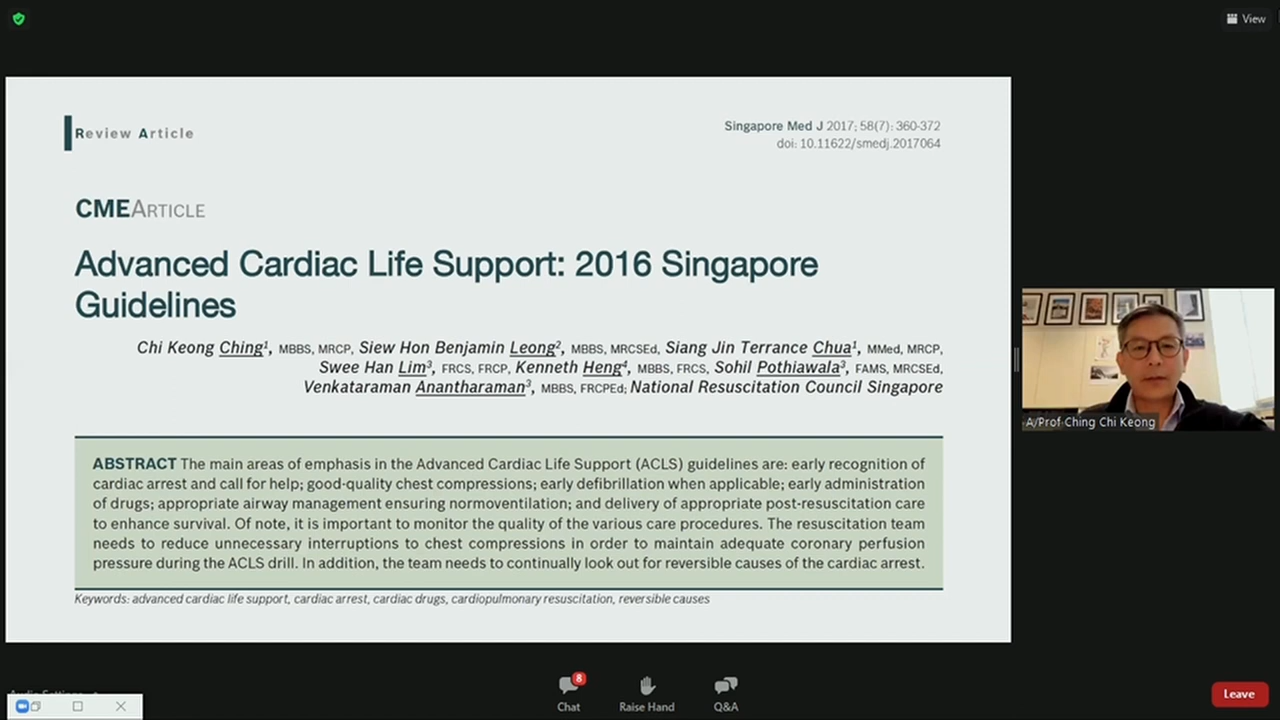 View
Review Article
Singapore Med J 2017; 58(7): 360-372
doi: 10.11622/smedj.2017064
CMEARTICLE
Advanced Cardiac Life Support: 2016 Singapore
Guidelines
Chi Keong Ching¹, MBBS, MRCP, Siew Hon Benjamin Leong², MBBS, MRCSEd, Siang Jin Terrance Chua¹, MMed, MRCP,
Swee Han Lim³, FRCS, FRCP, Kenneth Heng⁴, MBBS, FRCS, Sohil Pothiawala³, FAMS, MRCSEd,
Venkataraman Anantharaman³, MBBS, FRCPEd; National Resuscitation Council Singapore
ABSTRACT The main areas of emphasis in the Advanced Cardiac Life Support (ACLS) guidelines are: early recognition of
cardiac arrest and call for help; good-quality chest compressions; early defibrillation when applicable; early administration
of drugs; appropriate airway management ensuring normoventilation; and delivery of appropriate post-resuscitation care
to enhance survival. Of note, it is important to monitor the quality of the various care procedures. The resuscitation team
needs to reduce unnecessary interruptions to chest compressions in order to maintain adequate coronary perfusion
pressure during the ACLS drill. In addition, the team needs to continually look out for reversible causes of the cardiac arrest.
Keywords: advanced cardiac life support, cardiac arrest, cardiac drugs, cardiopulmonary resuscitation, reversible causes
A/Prof Ching Chi Keong
8
Chat
Raise Hand
Q&A
Leave